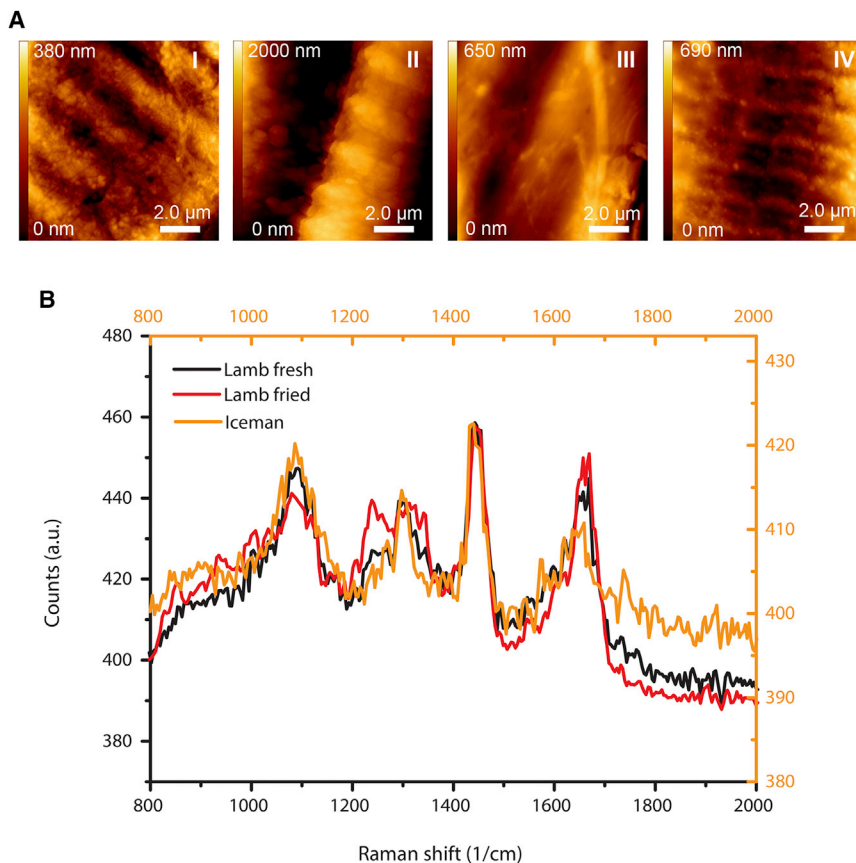 A
380 nm
I
0 nm
2.0 µm
2000 nm
II
0 nm
2.0 µm
650 nm
III
0 nm
2.0 µm
690 nm
IV
0 nm
2.0 µm
B
800 1000 1200 1400 1600 1800 2000
480
460
440
420
400
380
Counts (a.u.)
Lamb fresh
Lamb fried
Iceman
430
420
410
400
390
380
800 1000 1200 1400 1600 1800 2000
Raman shift (1/cm)